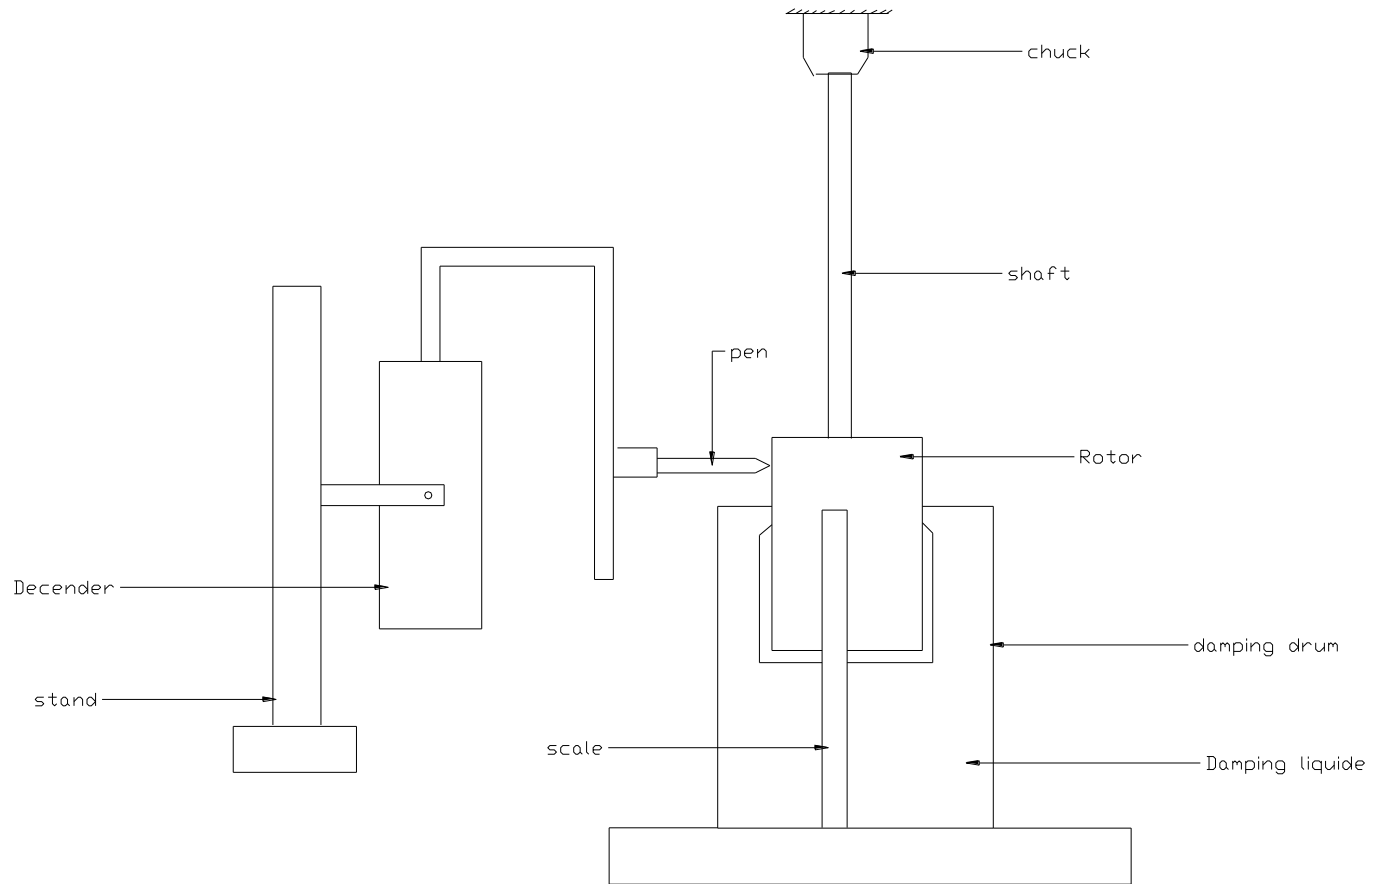 chuck
shaft
pen
Rotor
Decender
damping drum
stand
scale
Damping liquide